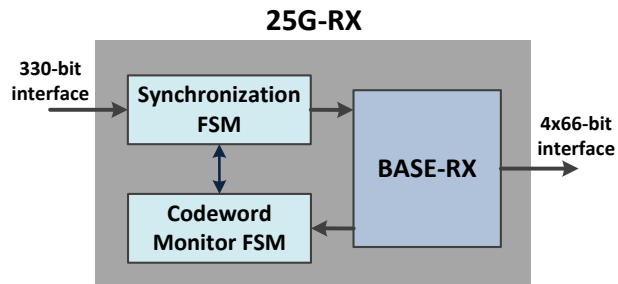 25G-RX
330-bit
interface
Synchronization
FSM
BASE-RX
4x66-bit
interface
Codeword
Monitor FSM